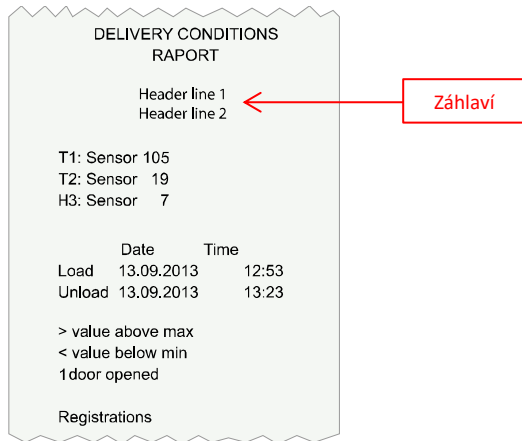 DELIVERY CONDITIONS
RAPORT
Header line 1
Header line 2
Záhlaví
T1: Sensor 105
T2: Sensor 19
H3: Sensor 7
Date Time
Load 13.09.2013 12:53
Unload 13.09.2013 13:23
> value above max
< value below min
1door opened
Registrations